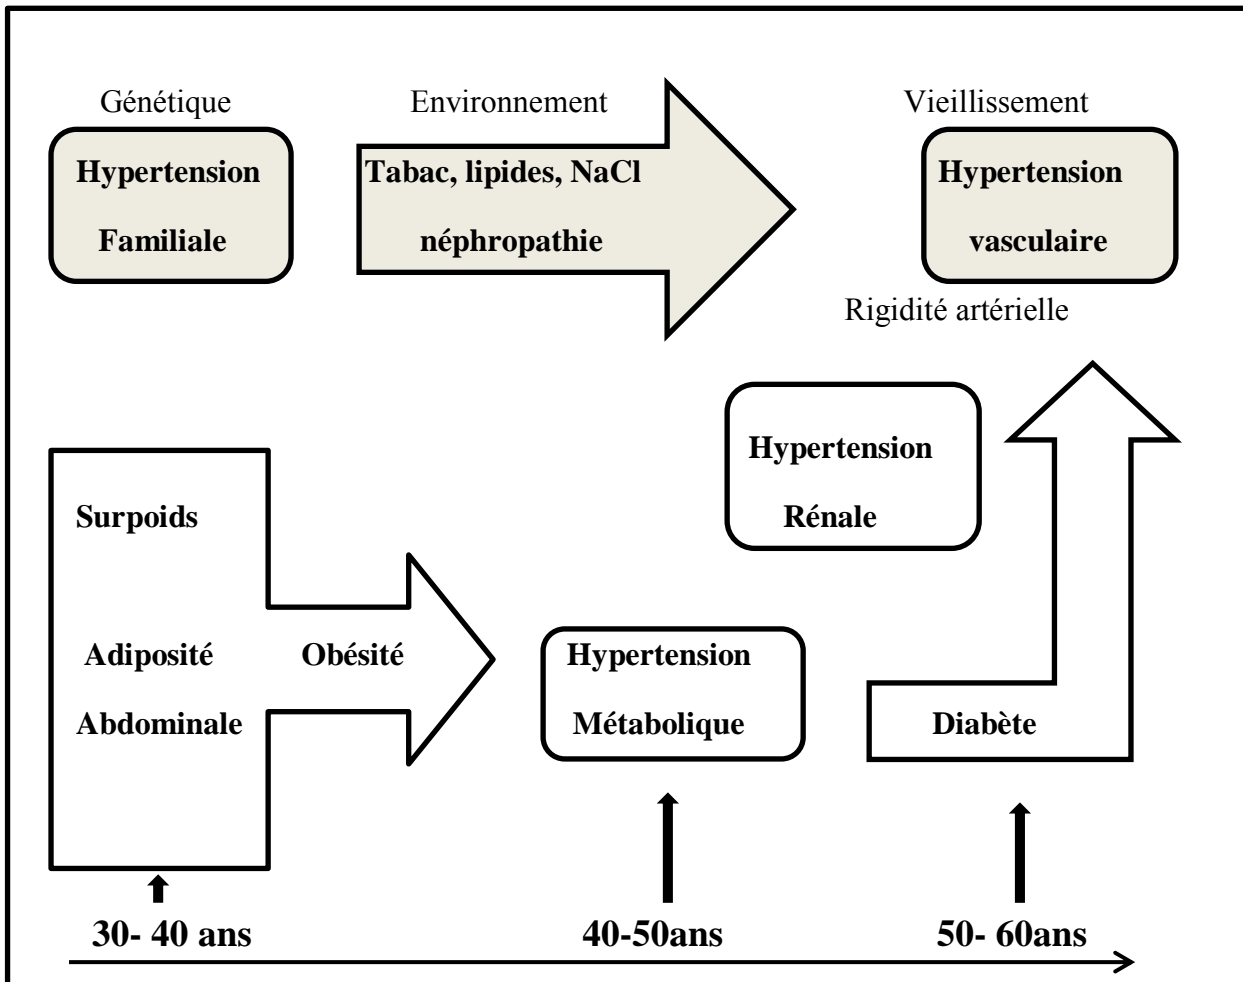 Génétique
Environnement
Vieillissement
Hypertension
Familiale
Tabac, lipides, NaCl
néphropathie
Hypertension
vasculaire
Rigidité artérielle
Hypertension
Rénale
Surpoids
Adiposité
Abdominale
Obésité
Hypertension
Métabolique
Diabète
30- 40 ans
40-50ans
50- 60ans